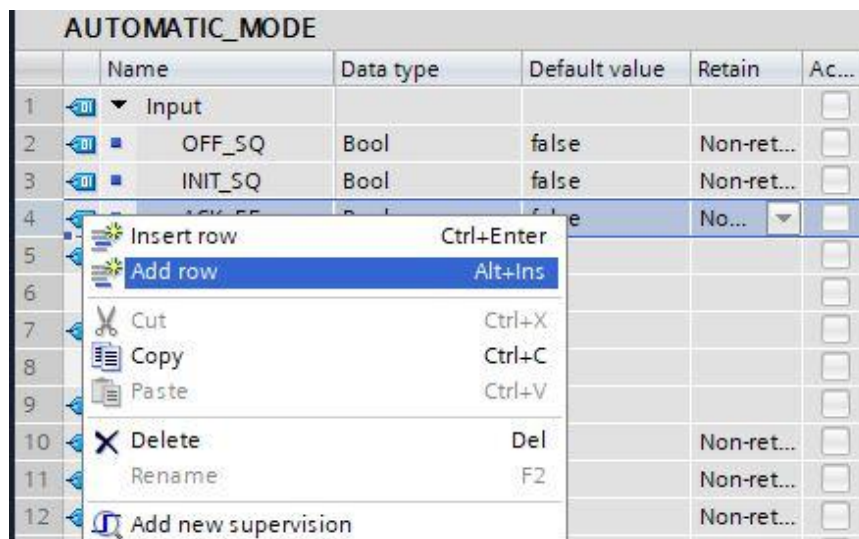 AUTOMATIC_MODE
Name Data type Default value Retain Ac...
1 Input
2 OFF_SQ Bool false Non-ret...
3 INIT_SQ Bool false Non-ret...
4 No...
Insert row Ctrl+Enter
5
Add row Alt+Ins
6
7 Cut Ctrl+X
8 Copy Ctrl+C
9 Paste Ctrl+V
10 Delete Del Non-ret...
11 Rename F2 Non-ret...
12 Add new supervision Non-ret...